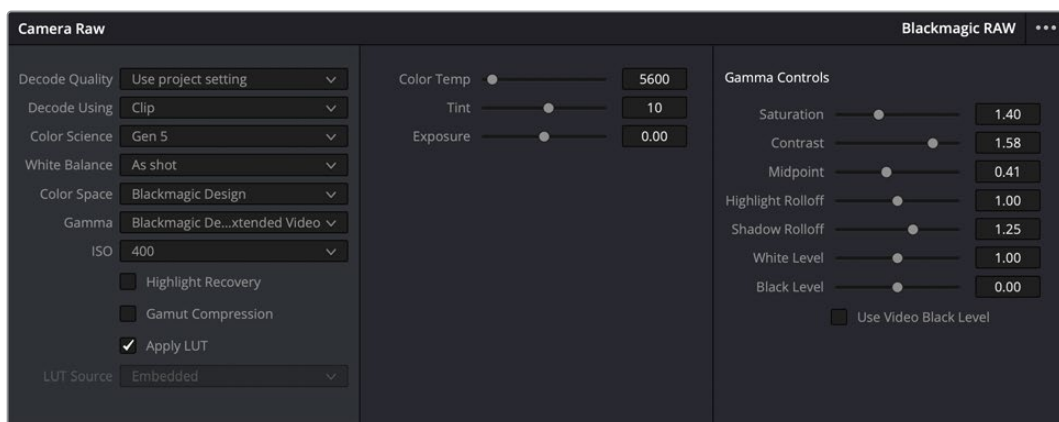 Camera Raw
Blackmagic RAW
Decode Quality Use project setting
Decode Using Clip
Color Science Gen 5
White Balance As shot
Color Space Blackmagic Design
Gamma Blackmagic De...xtended Video
ISO 400
Highlight Recovery
Gamut Compression
Apply LUT
LUT Source Embedded
Color Temp 5600
Tint 10
Exposure 0.00
Gamma Controls
Saturation 1.40
Contrast 1.58
Midpoint 0.41
Highlight Rolloff 1.00
Shadow Rolloff 1.25
White Level 1.00
Black Level 0.00
Use Video Black Level